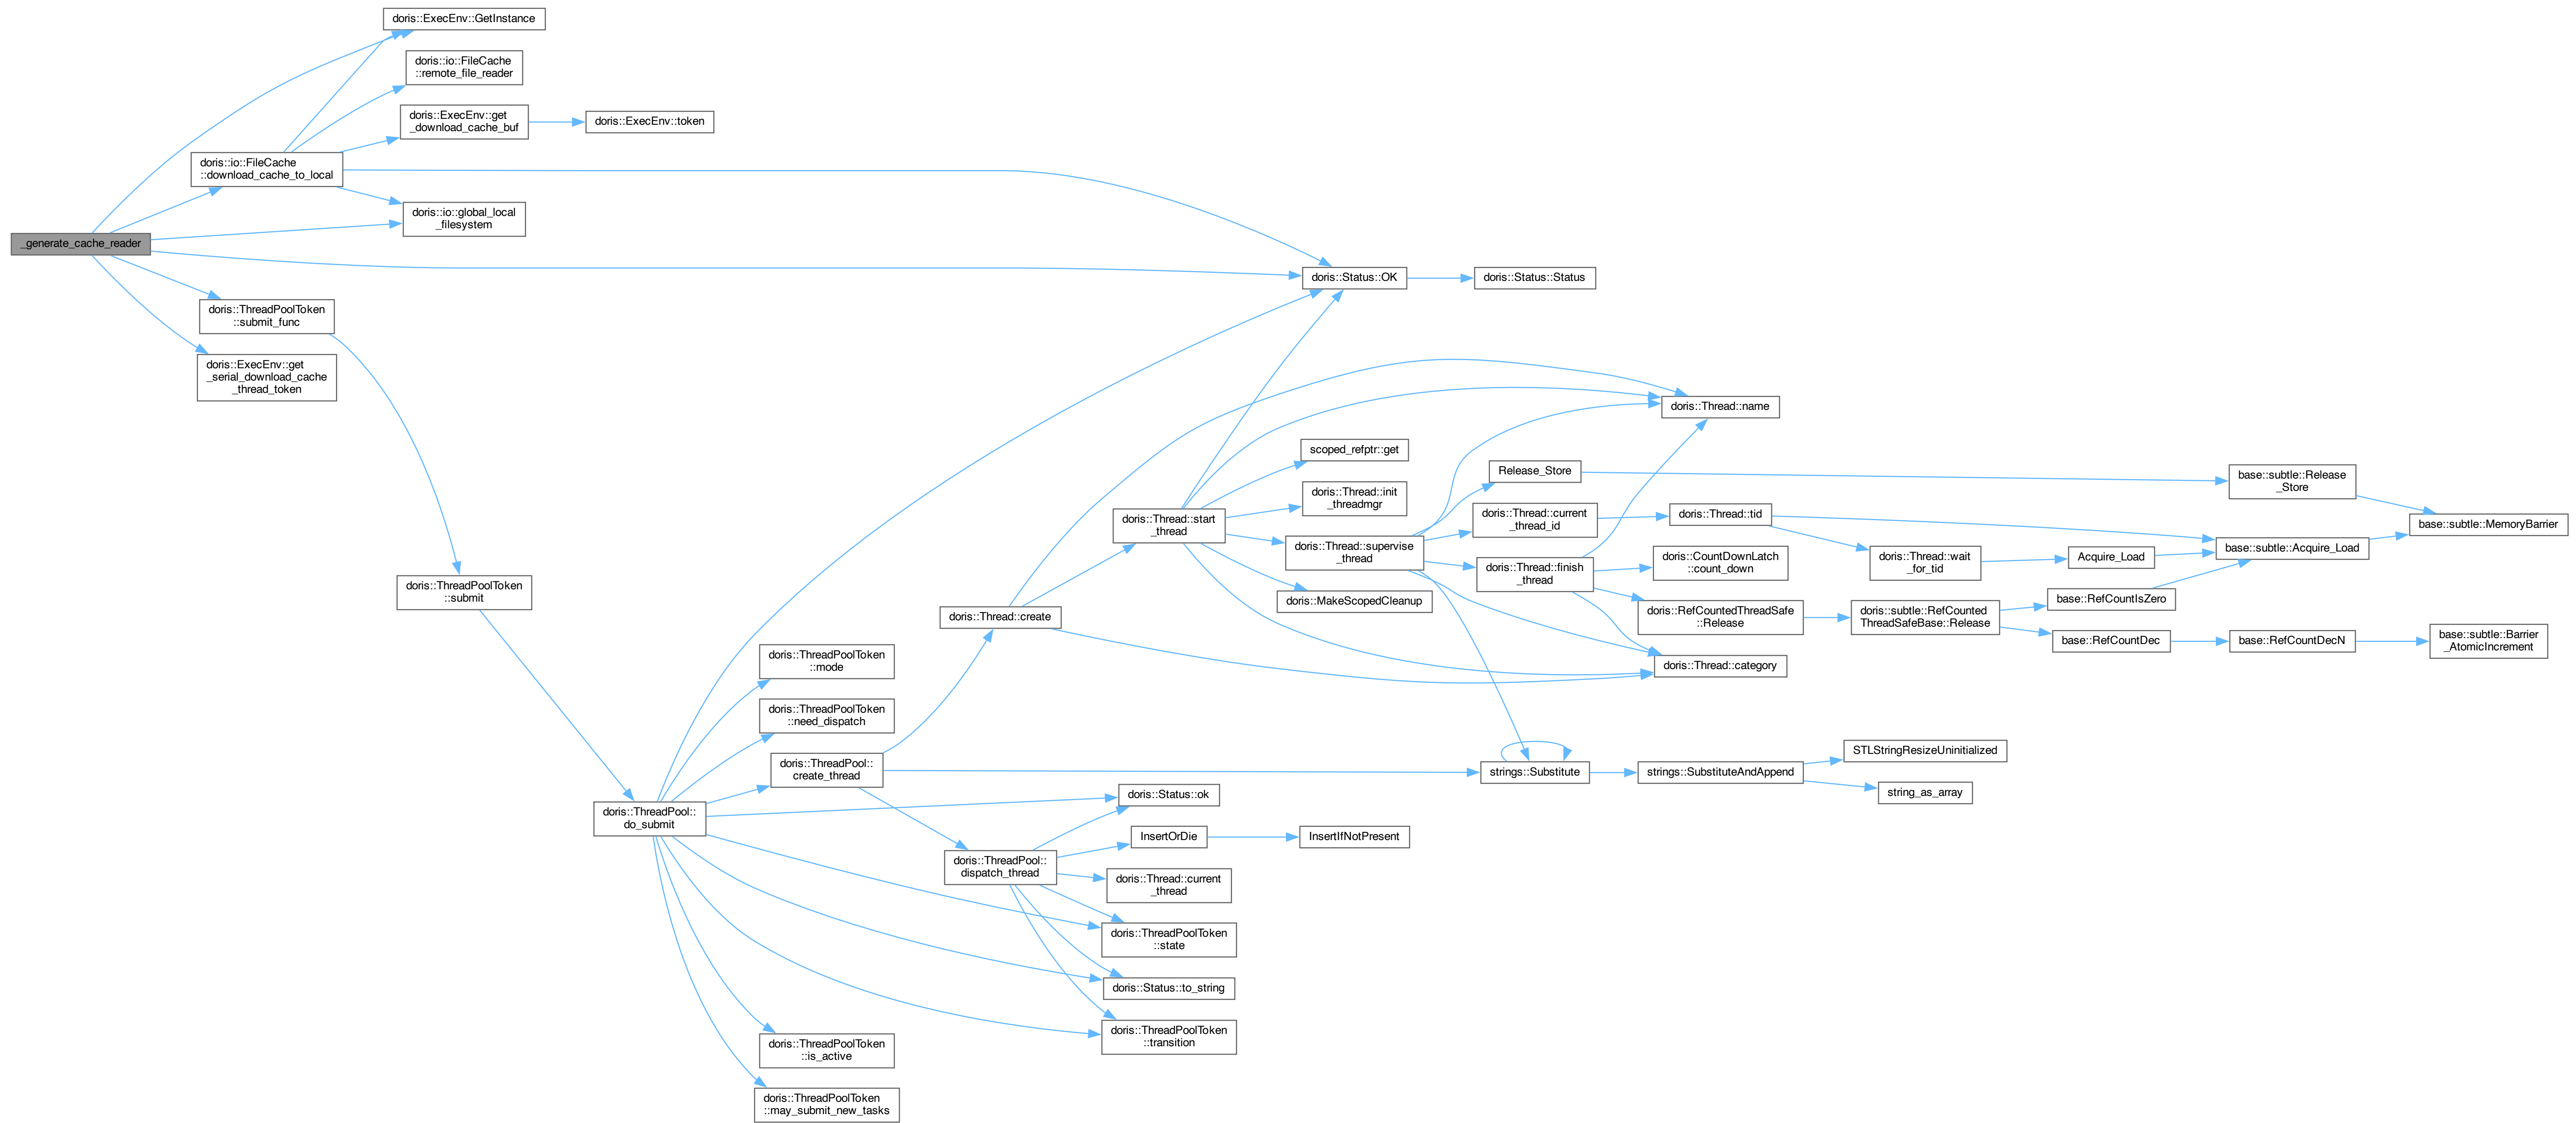 _generate_cache_reader
doris::ExecEnv::GetInstance
doris::io::FileCache
::remote_file_reader
doris::ExecEnv::get
_download_cache_buf
doris::ExecEnv::token
doris::io::FileCache
::download_cache_to_local
doris::io::global_local
_filesystem
doris::Status::OK
doris::Status::Status
doris::ThreadPoolToken
::submit_func
doris::ExecEnv::get
_serial_download_cache
_thread_token
doris::ThreadPoolToken
::submit
doris::ThreadPool::
do_submit
doris::ThreadPoolToken
::mode
doris::ThreadPoolToken
::need_dispatch
doris::ThreadPool::
create_thread
doris::ThreadPoolToken
::is_active
doris::ThreadPoolToken
::may_submit_new_tasks
doris::Thread::create
doris::ThreadPool::
dispatch_thread
doris::Thread::start
_thread
doris::Status::ok
InsertOrDie
InsertIfNotPresent
doris::Thread::current
_thread
doris::ThreadPoolToken
::state
doris::Status::to_string
doris::ThreadPoolToken
::transition
scoped_refptr::get
doris::Thread::init
_threadmgr
doris::Thread::supervise
_thread
doris::MakeScopedCleanup
doris::Thread::name
Release_Store
doris::Thread::current
_thread_id
doris::Thread::finish
_thread
strings::Substitute
doris::Thread::tid
doris::CountDownLatch
::count_down
doris::RefCountedThreadSafe
::Release
doris::Thread::category
strings::SubstituteAndAppend
STLStringResizeUninitialized
string_as_array
doris::Thread::wait
_for_tid
doris::subtle::RefCounted
ThreadSafeBase::Release
Acquire_Load
base::RefCountIsZero
base::RefCountDec
base::subtle::Release
_Store
base::subtle::Acquire_Load
base::RefCountDecN
base::subtle::MemoryBarrier
base::subtle::Barrier
_AtomicIncrement